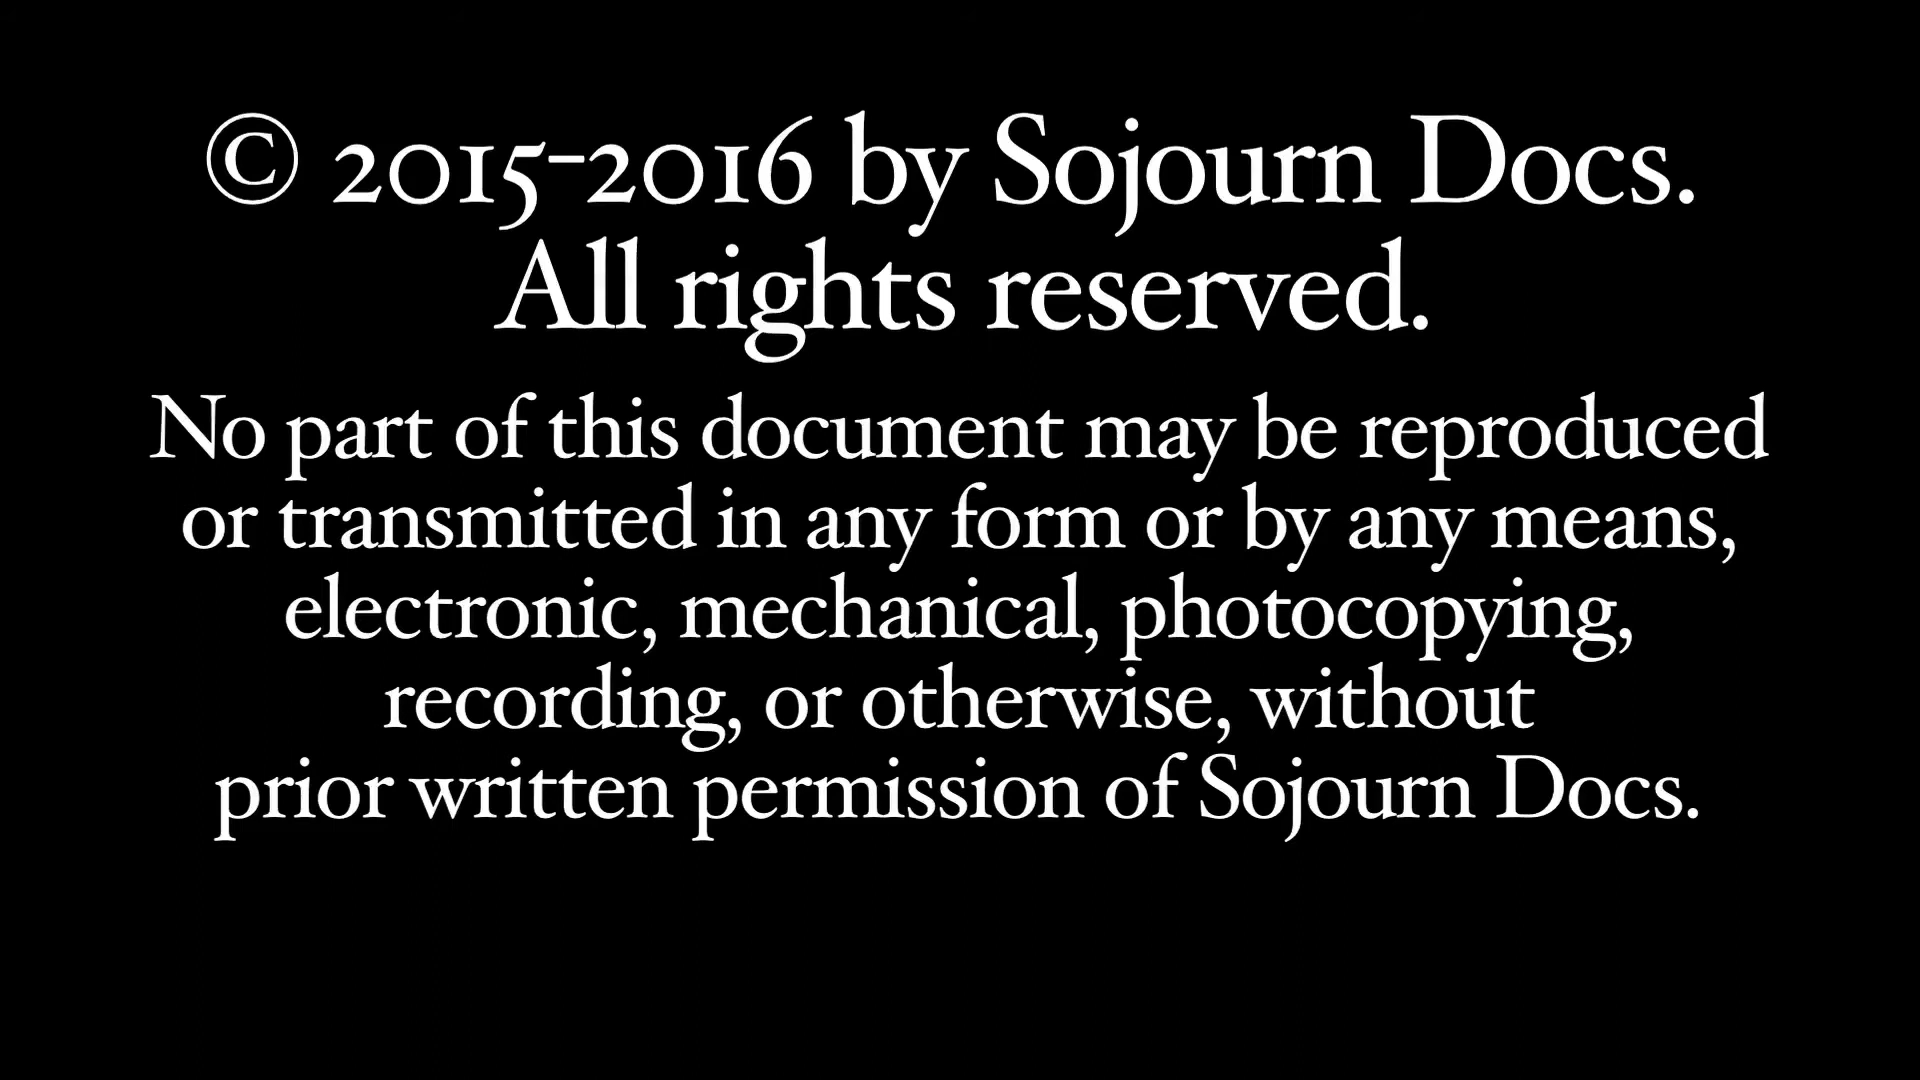 © 2015-2016 by Sojourn Docs.
All rights reserved.
No part of this document may be reproduced
or transmitted in any form or by any means,
electronic, mechanical, photocopying,
recording, or otherwise, without
prior written permission of Sojourn Docs.